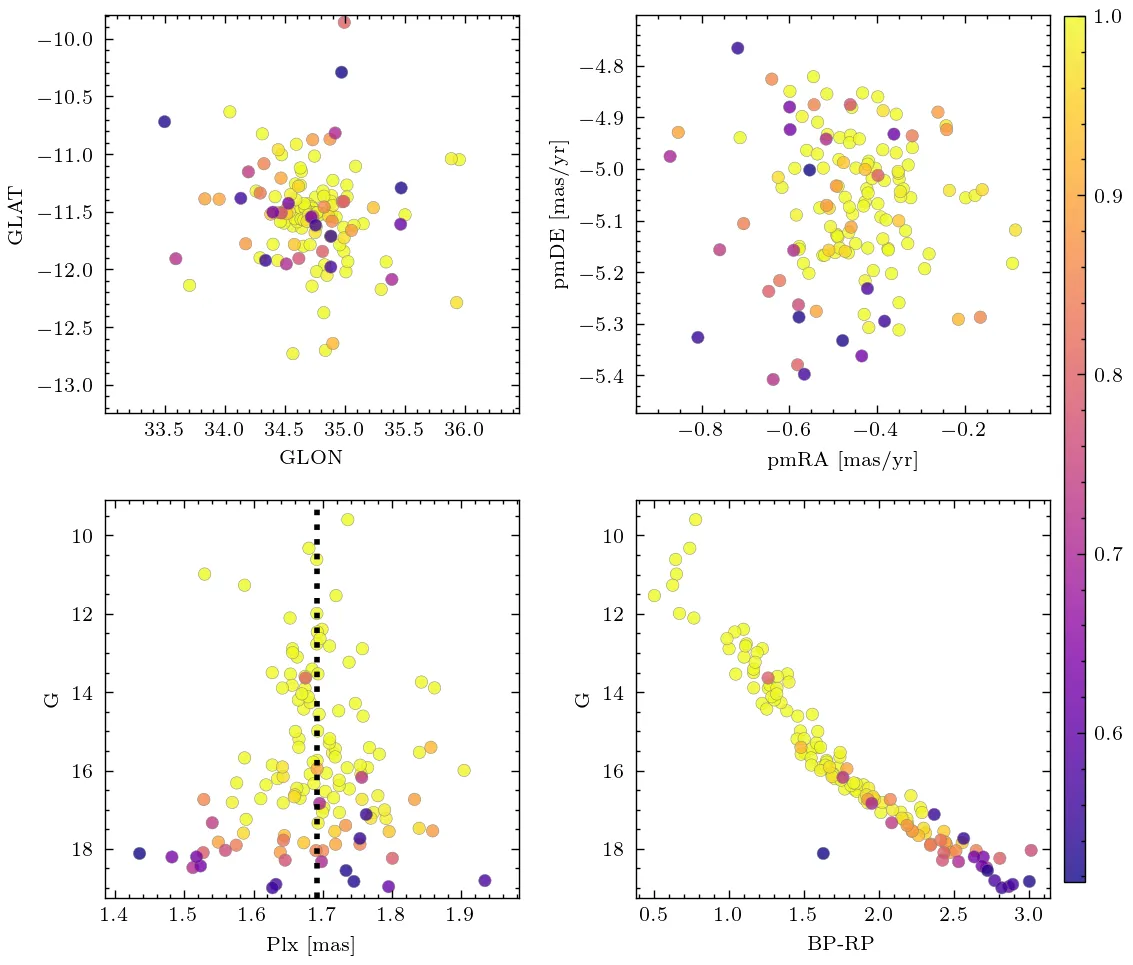 −10.0
−10.5
−11.0
−11.5
−12.0
−12.5
−13.0
GLAT
33.5 34.0 34.5 35.0 35.5 36.0
GLON
−4.8
−4.9
−5.0
−5.1
−5.2
−5.3
−5.4
pmDE [mas/yr]
−0.8 −0.6 −0.4 −0.2
pmRA [mas/yr]
10
12
14
16
18
G
1.4 1.5 1.6 1.7 1.8 1.9
Plx [mas]
10
12
14
16
18
G
0.5 1.0 1.5 2.0 2.5 3.0
BP-RP
1.0
0.9
0.8
0.7
0.6